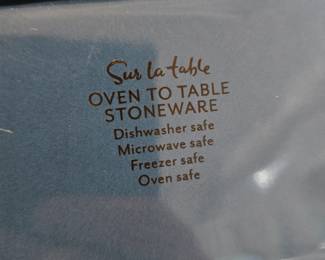 Sur la table
OVEN TO TABLE
STONEWARE
Dishwasher safe
Microwave safe
Freezer safe
Oven safe